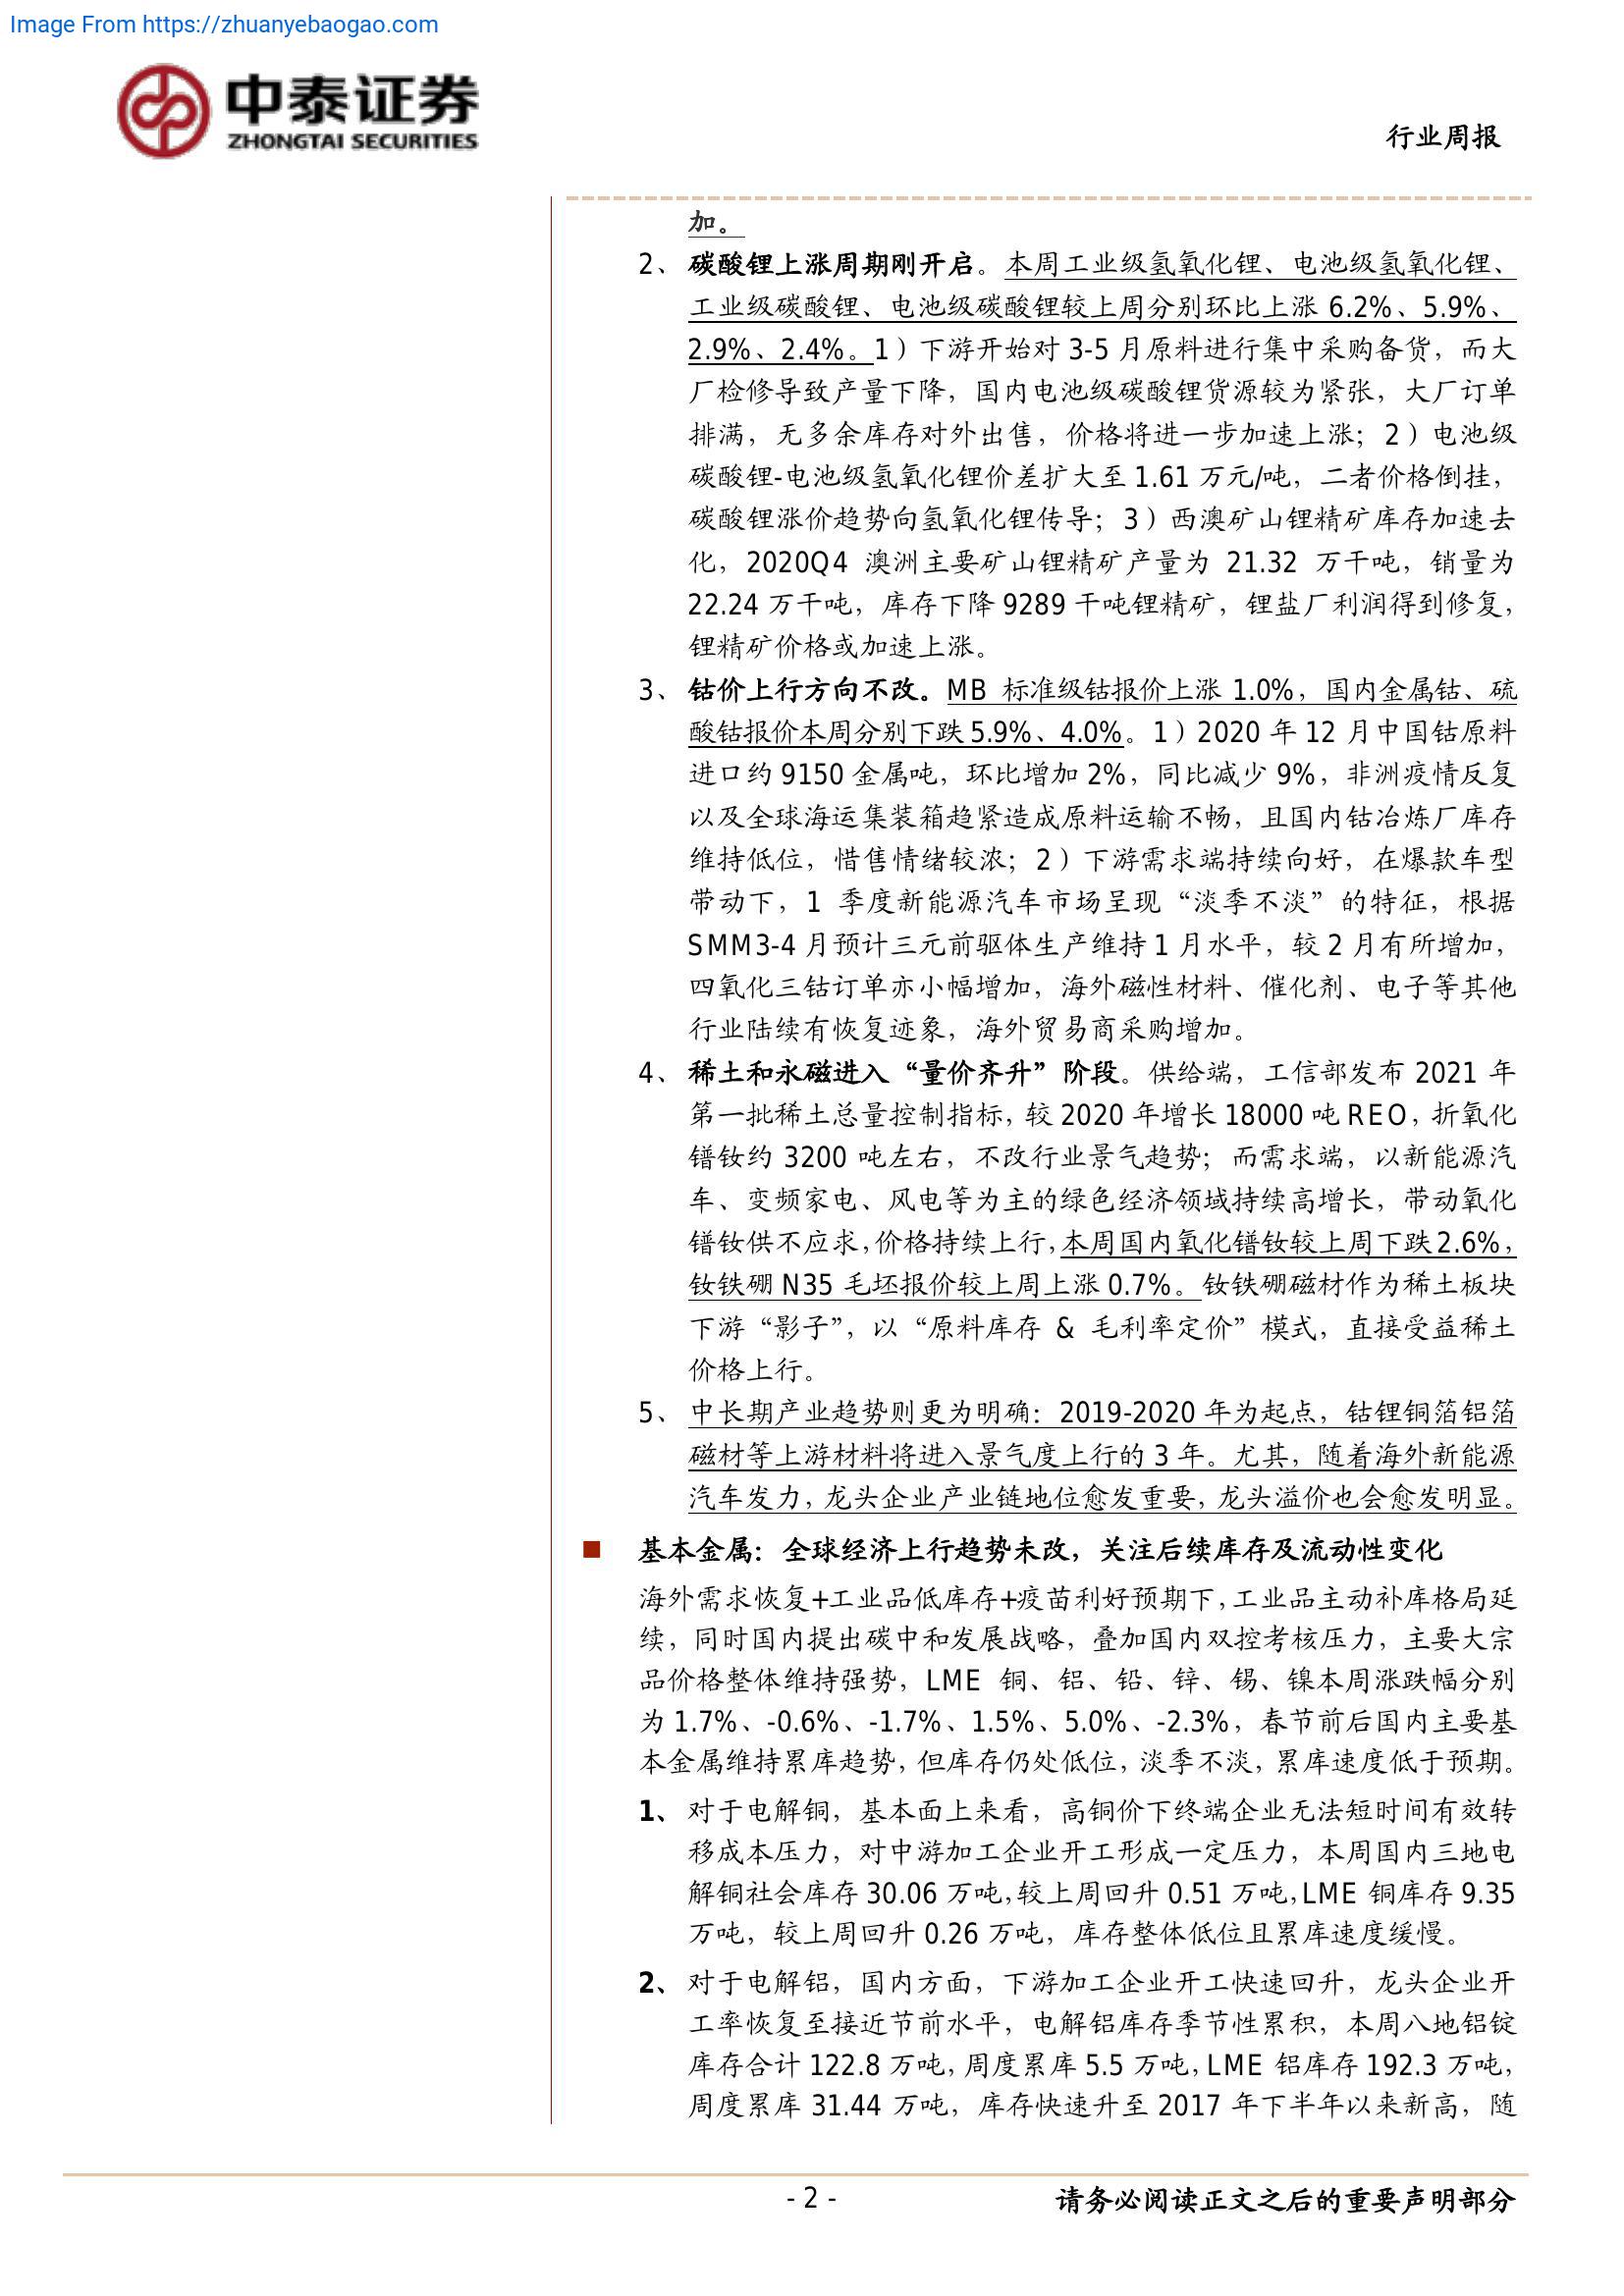 Image From https://zhuanyebaogao.com
中泰证券
ZHONGTAI SECURITIES
行业周报
加。
2、 碳酸锂上涨周期刚开启。本周工业级氢氧化锂、电池级氢氧化锂、
工业级碳酸锂、电池级碳酸锂较上周分别环比上涨 6.2%、5.9%、
2.9%、2.4%。1）下游开始对 3-5 月原料进行集中采购备货，而大
厂检修导致产量下降，国内电池级碳酸锂货源较为紧张，大厂订单
排满，无多余库存对外出售，价格将进一步加速上涨；2）电池级
碳酸锂-电池级氢氧化锂价差扩大至 1.61 万元/吨，二者价格倒挂，
碳酸锂涨价趋势向氢氧化锂传导；3）西澳矿山锂精矿库存加速去
化，2020Q4 澳洲主要矿山锂精矿产量为 21.32 万干吨，销量为
22.24 万干吨，库存下降 9289 干吨锂精矿，锂盐厂利润得到修复，
锂精矿价格或加速上涨。
3、 钴价上行方向不改。MB 标准级钴报价上涨 1.0%，国内金属钴、硫
酸钴报价本周分别下跌 5.9%、4.0%。1）2020 年 12 月中国钴原料
进口约 9150 金属吨，环比增加 2%，同比减少 9%，非洲疫情反复
以及全球海运集装箱趋紧造成原料运输不畅，且国内钴冶炼厂库存
维持低位，惜售情绪较浓；2）下游需求端持续向好，在爆款车型
带动下，1 季度新能源汽车市场呈现“淡季不淡”的特征，根据
SMM3-4 月预计三元前驱体生产维持 1 月水平，较 2 月有所增加，
四氧化三钴订单亦小幅增加，海外磁性材料、催化剂、电子等其他
行业陆续有恢复迹象，海外贸易商采购增加。
4、 稀土和永磁进入“量价齐升”阶段。供给端，工信部发布 2021 年
第一批稀土总量控制指标，较 2020 年增长 18000 吨 REO，折氧化
镨钕约 3200 吨左右，不改行业景气趋势；而需求端，以新能源汽
车、变频家电、风电等为主的绿色经济领域持续高增长，带动氧化
镨钕供不应求，价格持续上行，本周国内氧化镨钕较上周下跌 2.6%，
钕铁硼 N35 毛坯报价较上周上涨 0.7%。钕铁硼磁材作为稀土板块
下游“影子”，以“原料库存 & 毛利率定价”模式，直接受益稀土
价格上行。
5、 中长期产业趋势则更为明确：2019-2020 年为起点，钴锂铜箔铝箔
磁材等上游材料将进入景气度上行的 3 年。尤其，随着海外新能源
汽车发力，龙头企业产业链地位愈发重要，龙头溢价也会愈发明显。
■ 基本金属：全球经济上行趋势未改，关注后续库存及流动性变化
海外需求恢复+工业品低库存+疫苗利好预期下，工业品主动补库格局延
续，同时国内提出碳中和发展战略，叠加国内双控考核压力，主要大宗
品价格整体维持强势，LME 铜、铝、铅、锌、锡、镍本周涨跌幅分别
为 1.7%、-0.6%、-1.7%、1.5%、5.0%、-2.3%，春节前后国内主要基
本金属维持累库趋势，但库存仍处低位，淡季不淡，累库速度低于预期。
1、 对于电解铜，基本面上来看，高铜价下终端企业无法短时间有效转
移成本压力，对中游加工企业开工形成一定压力，本周国内三地电
解铜社会库存 30.06 万吨，较上周回升 0.51 万吨，LME 铜库存 9.35
万吨，较上周回升 0.26 万吨，库存整体低位且累库速度缓慢。
2、 对于电解铝，国内方面，下游加工企业开工快速回升，龙头企业开
工率恢复至接近节前水平，电解铝库存季节性累积，本周八地铝锭
库存合计 122.8 万吨，周度累库 5.5 万吨，LME 铝库存 192.3 万吨，
周度累库 31.44 万吨，库存快速升至 2017 年下半年以来新高，随
- 2 -
请务必阅读正文之后的重要声明部分